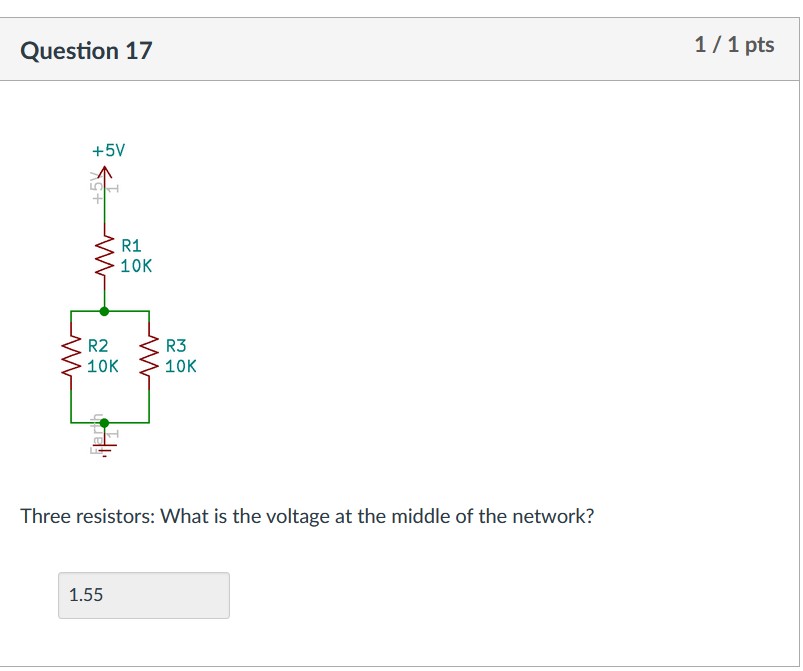 Question 17
1 / 1 pts
+5V
+5V
1
R1
10K
R2
10K
R3
10K
Earth
1
Three resistors: What is the voltage at the middle of the network?
1.55